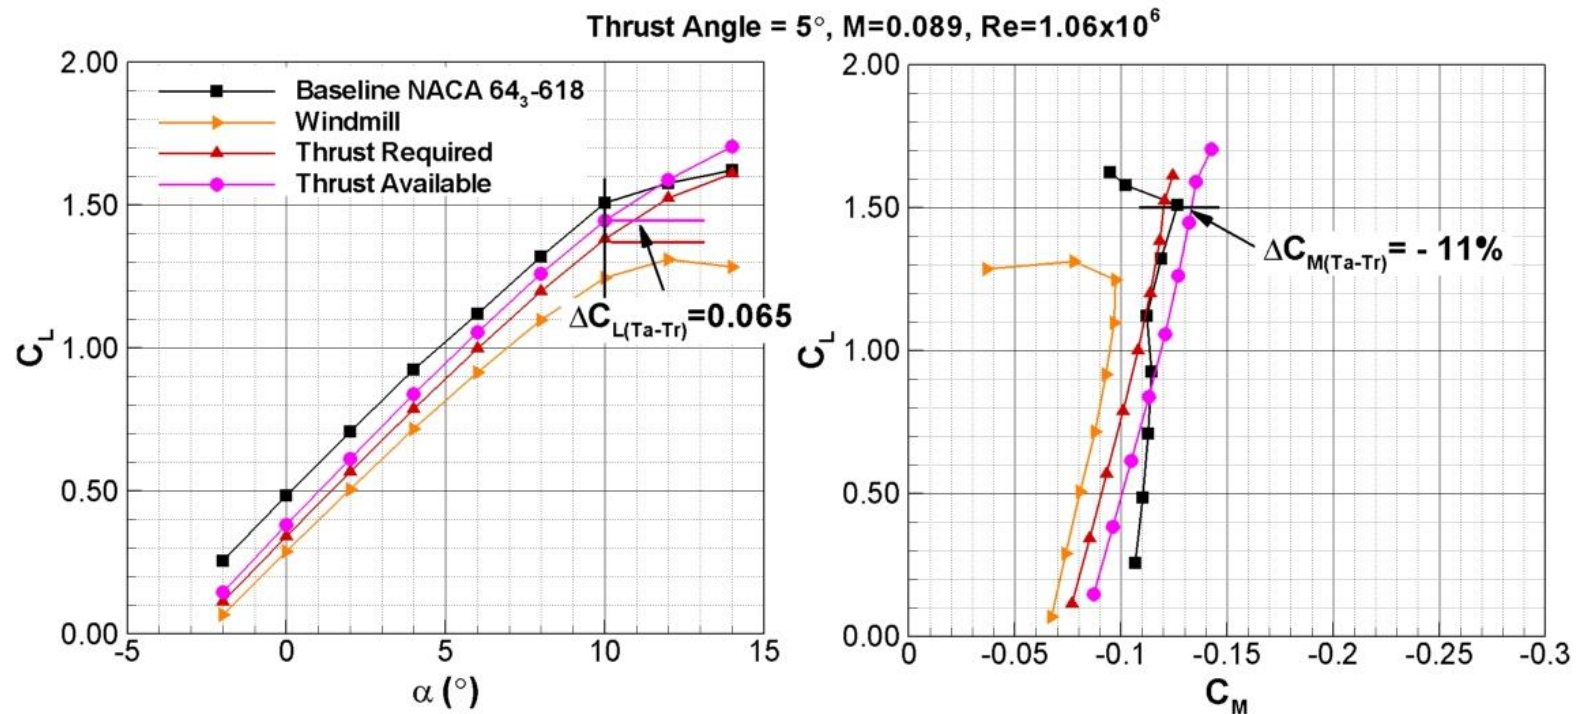 Thrust Angle = 5°, M=0.089, Re=1.06x10⁶
2.00
1.50
1.00
0.50
0.00
C_L
Baseline NACA 64₃-618
Windmill
Thrust Required
Thrust Available
ΔC_L(Ta-Tr)=0.065
-5
0
5
10
15
α (°)
2.00
1.50
1.00
0.50
0.00
C_L
ΔC_M(Ta-Tr)= - 11%
0
-0.05
-0.1
-0.15
-0.2
-0.25
-0.3
C_M